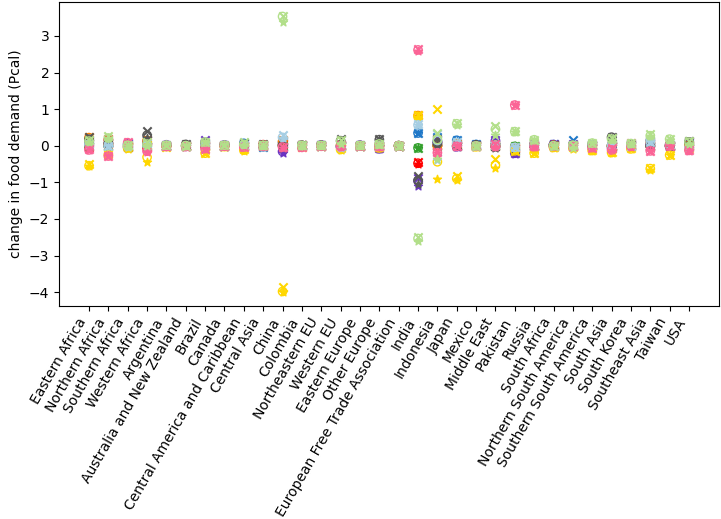 change in food demand (Pcal)
3
2
1
0
−1
−2
−3
−4
Eastern Africa
Northern Africa
Southern Africa
Western Africa
Argentina
Australia and New Zealand
Brazil
Canada
Central America and Caribbean
Central Asia
China
Colombia
Northeastern EU
Western EU
Eastern Europe
Other Europe
European Free Trade Association
India
Indonesia
Japan
Mexico
Middle East
Pakistan
Russia
South Africa
Northern South America
Southern South America
South Asia
South Korea
Southeast Asia
Taiwan
USA